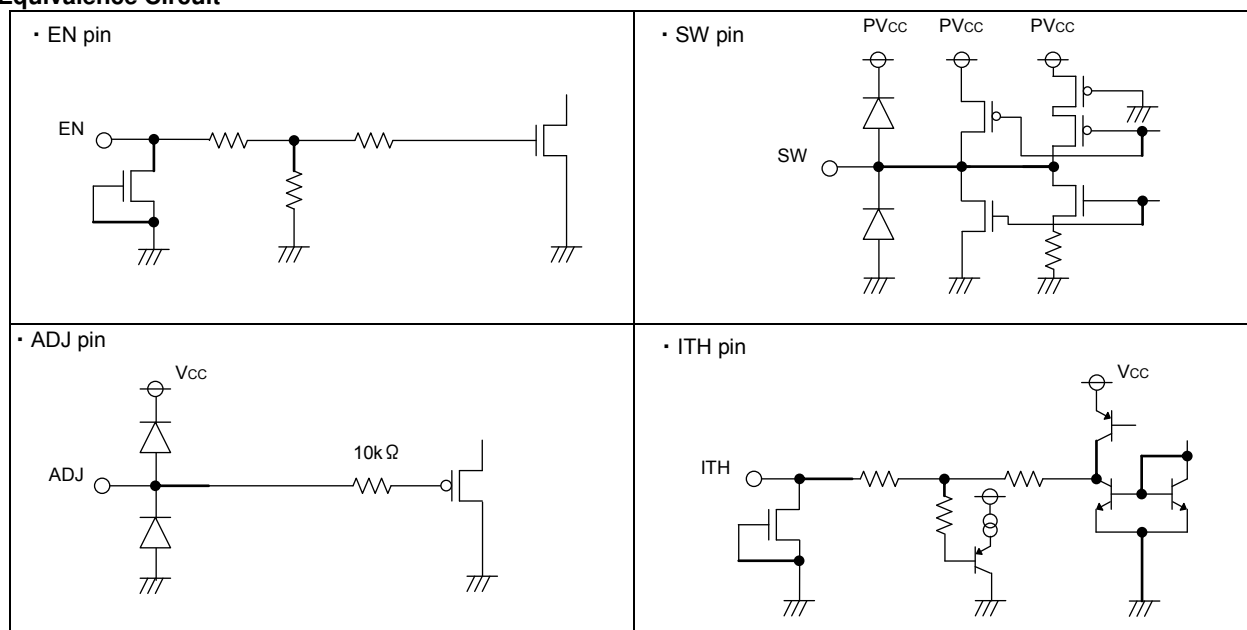 Equivalence Circuit
・EN pin
EN
・SW pin
PVCC PVCC PVCC
SW
・ADJ pin
VCC
10kΩ
ADJ
・ITH pin
VCC
ITH